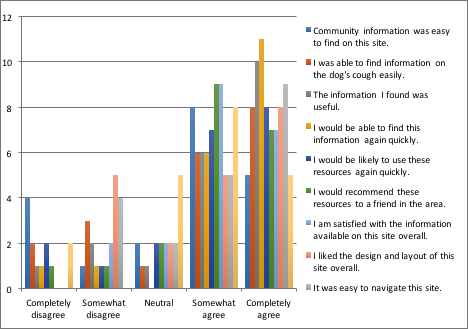 12
10
8
6
4
2
0
Completely
disagree
Somewhat
disagree
Neutral
Somewhat
agree
Completely
agree
Community information was easy
to find on this site.
I was able to find information on
the dog's cough easily.
The information I found was
useful.
I would be able to find this
information again quickly.
I would be likely to use these
resources again quickly.
I would recommend these
resources to a friend in the area.
I am satisfied with the information
available on this site overall.
I liked the design and layout of this
site overall.
It was easy to navigate this site.